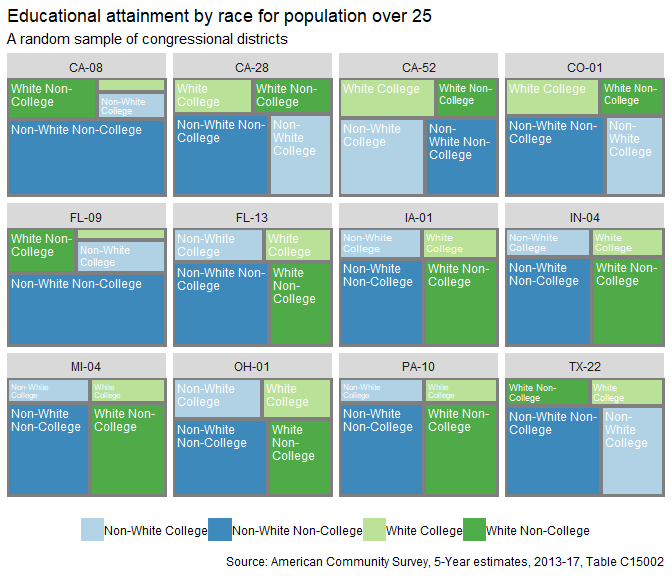 Educational attainment by race for population over 25
A random sample of congressional districts
CA-08
CA-28
CA-52
CO-01
White Non-
College
Non-White
College
Non-White Non-College
White
College
White Non-
College
Non-White Non-
College
Non-
White
College
White College
White Non-
College
Non-White
College
Non-
White Non-
College
White College
White Non-
College
Non-White Non-
College
Non-
White
College
FL-09
FL-13
IA-01
IN-04
White Non-
College
Non-White
College
Non-White Non-College
Non-White
College
White
College
Non-White Non-
College
White
Non-
College
Non-White
College
White
College
Non-White
Non-College
White Non-
College
Non-White
College
White
College
Non-White
Non-College
White Non-
College
MI-04
OH-01
PA-10
TX-22
Non-White
College
White
College
Non-White
Non-College
White Non-
College
Non-White
College
White
College
Non-White
Non-College
White
Non-
College
Non-White
College
White
College
Non-White
Non-College
White Non-
College
White Non-
College
White
College
Non-White Non-
College
Non-
White
College
Non-White College
Non-White Non-College
White College
White Non-College
Source: American Community Survey, 5-Year estimates, 2013-17, Table C15002